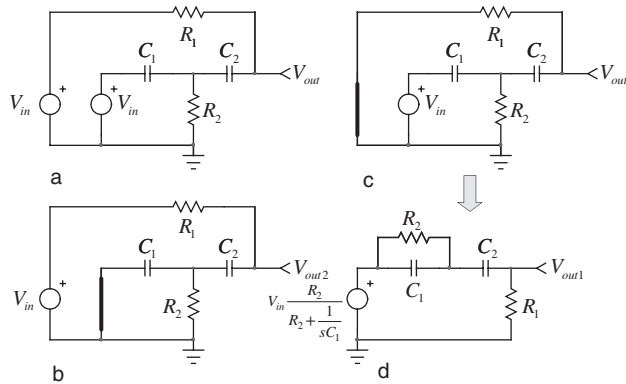 R1
C1 C2
Vout
Vin Vin R2
a
R1
C1 C2
Vout
Vin R2
c
R1
C1 C2
Vout2
Vin R2
b
R2
C1 C2
Vout1
Vin R2 / (R2 + 1/sC1)
R1
d